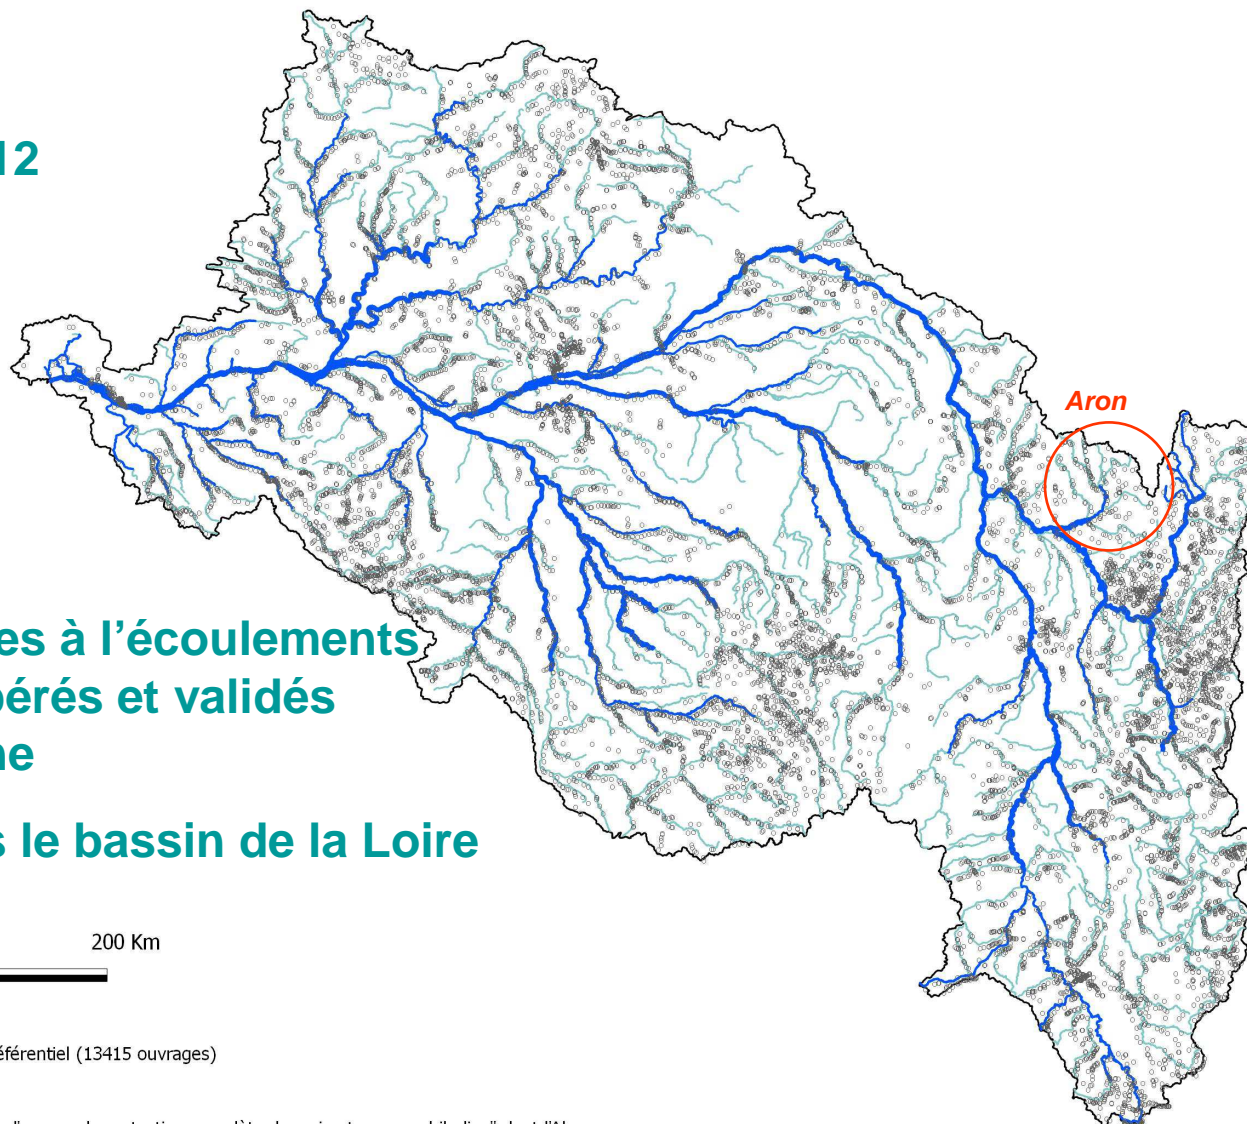 12
Aron
es à l’écoulements
pérés et validés
ne
s le bassin de la Loire
200 Km
éférentiel (13415 ouvrages)